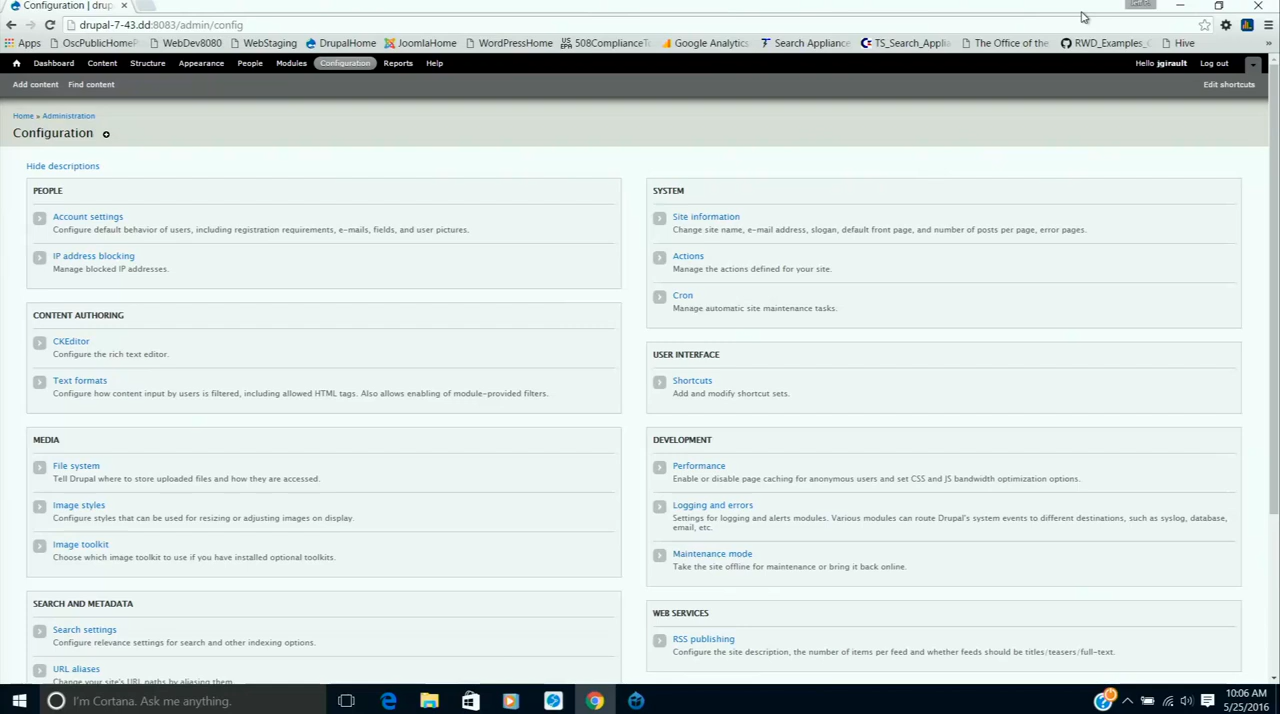 Configuration | drup
drupal-7-43.dd:8083/admin/config
Apps OscPublicHomeP WebDev8080 WebStaging DrupalHome JoomlaHome WordPressHome 508ComplianceTo Google Analytics Search Appliance TS_Search_Appli The Office of the RWD_Examples_C Hive »
Dashboard Content Structure Appearance People Modules Configuration Reports Help Hello jgirault Log out
Add content Find content Edit shortcuts
Home » Administration
Configuration
Hide descriptions
PEOPLE
Account settings
Configure default behavior of users, including registration requirements, e-mails, fields, and user pictures.
IP address blocking
Manage blocked IP addresses.
CONTENT AUTHORING
CKEditor
Configure the rich text editor.
Text formats
Configure how content input by users is filtered, including allowed HTML tags. Also allows enabling of module-provided filters.
MEDIA
File system
Tell Drupal where to store uploaded files and how they are accessed.
Image styles
Configure styles that can be used for resizing or adjusting images on display.
Image toolkit
Choose which image toolkit to use if you have installed optional toolkits.
SEARCH AND METADATA
Search settings
Configure relevance settings for search and other indexing options.
URL aliases
Change your site's URL paths by aliasing them.
SYSTEM
Site information
Change site name, e-mail address, slogan, default front page, and number of posts per page, error pages.
Actions
Manage the actions defined for your site.
Cron
Manage automatic site maintenance tasks.
USER INTERFACE
Shortcuts
Add and modify shortcut sets.
DEVELOPMENT
Performance
Enable or disable page caching for anonymous users and set CSS and JS bandwidth optimization options.
Logging and errors
Settings for logging and alerts modules. Various modules can route Drupal's system events to different destinations, such as syslog, database,
email, etc.
Maintenance mode
Take the site offline for maintenance or bring it back online.
WEB SERVICES
RSS publishing
Configure the site description, the number of items per feed and whether feeds should be titles/teasers/full-text.
I'm Cortana. Ask me anything.
10:06 AM
5/25/2016